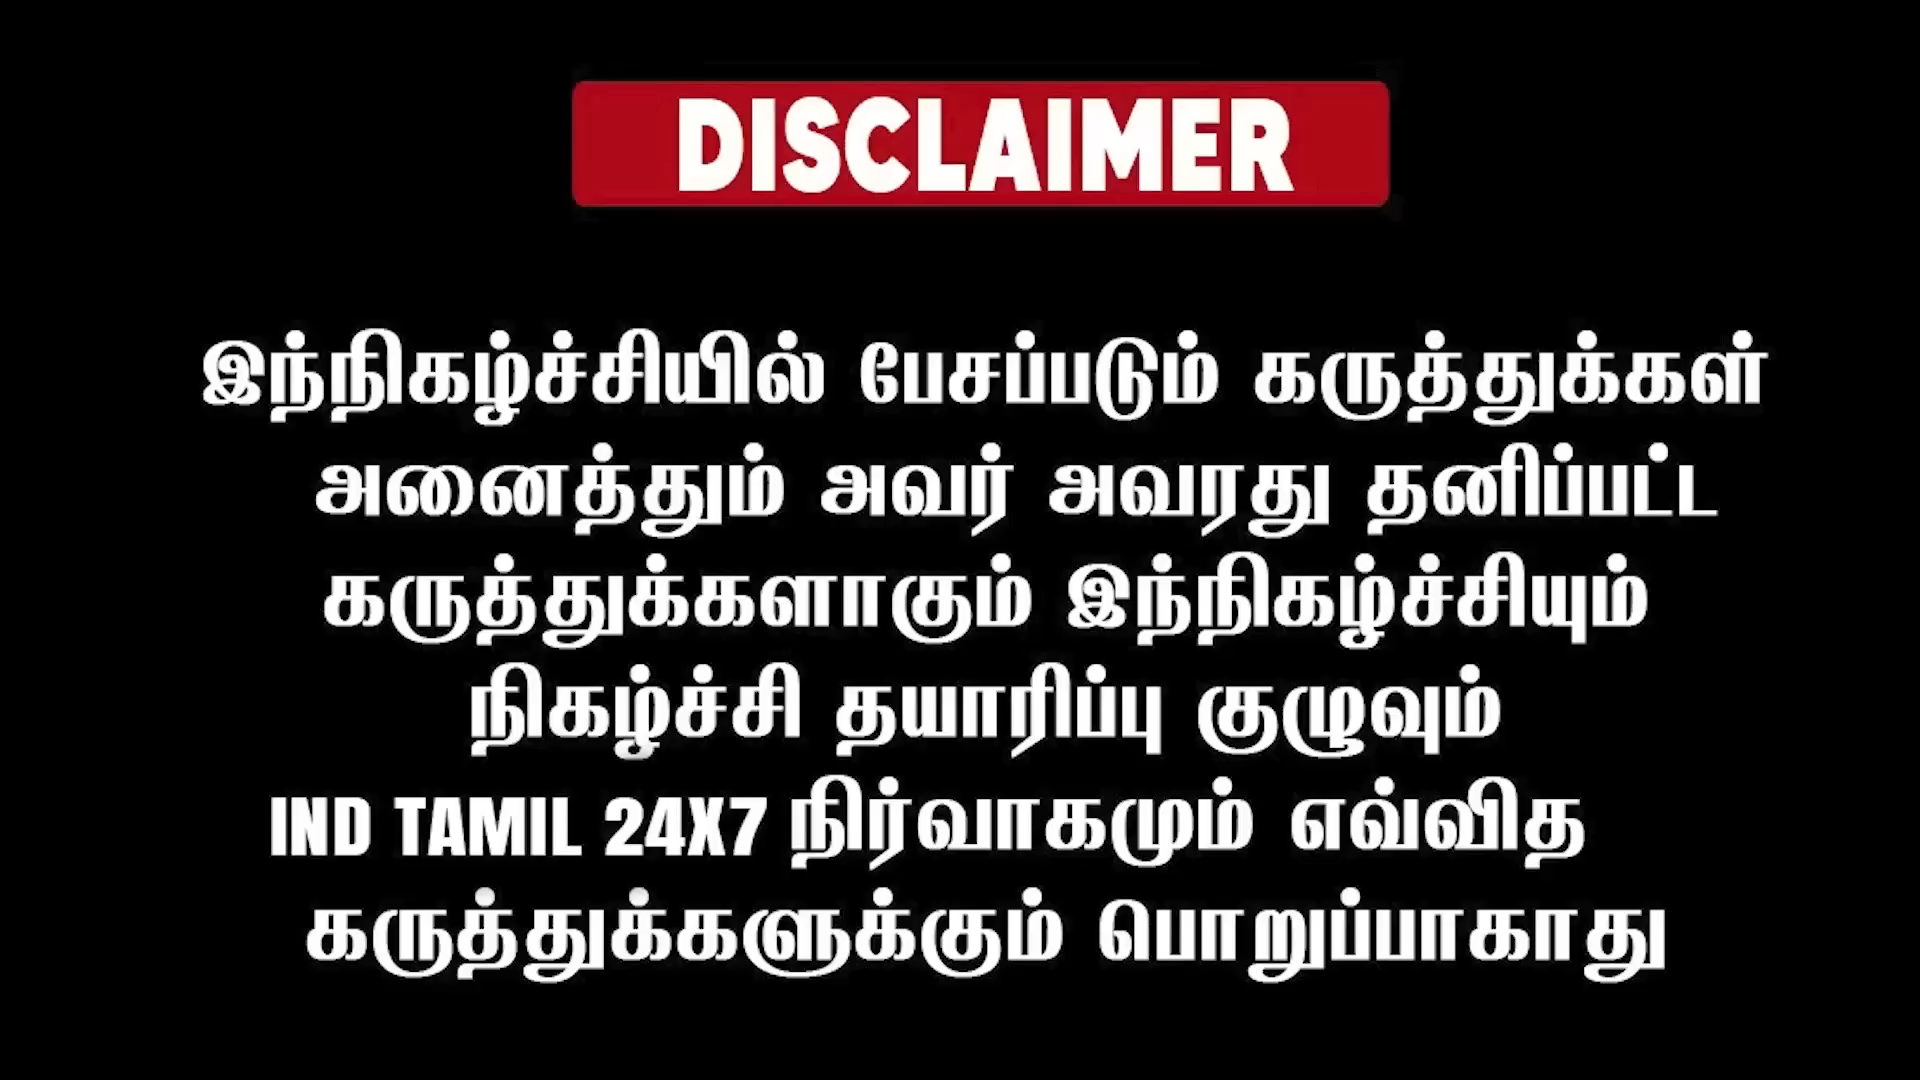 DISCLAIMER
இந்நிகழ்ச்சியில் பேசப்படும் கருத்துக்கள்
அனைத்தும் அவர் அவரது தனிப்பட்ட
கருத்துக்களாகும் இந்நிகழ்ச்சியும்
நிகழ்ச்சி தயாரிப்பு குழுவும்
IND TAMIL 24X7 நிர்வாகமும் எவ்வித
கருத்துக்களுக்கும் பொறுப்பாகாது